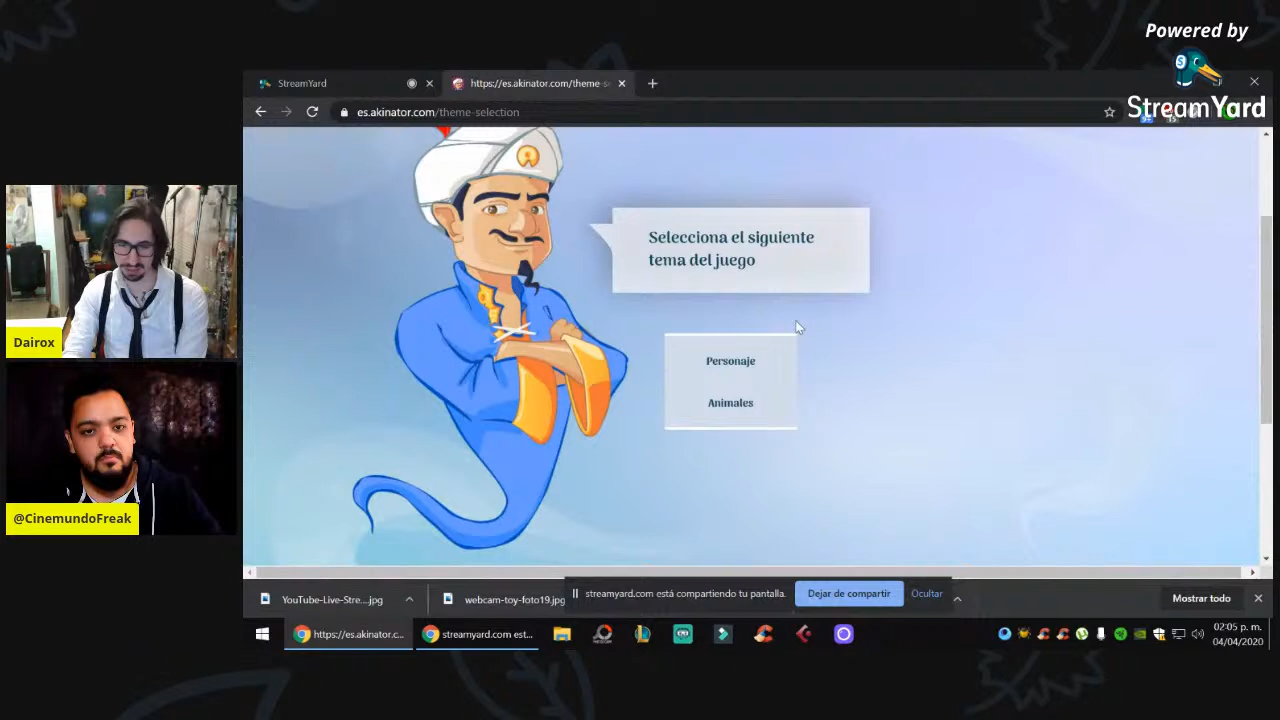 Powered by
StreamYard
StreamYard
https://es.akinator.com/theme-s
es.akinator.com/theme-selection
Selecciona el siguiente
tema del juego
Personaje
Animales
Dairox
@CinemundoFreak
YouTube-Live-Stre....jpg
webcam-toy-foto19.jpg
streamyard.com está compartiendo tu pantalla.
Dejar de compartir
Ocultar
Mostrar todo
https://es.akinator.c...
streamyard.com est...
02:05 p. m.
04/04/2020